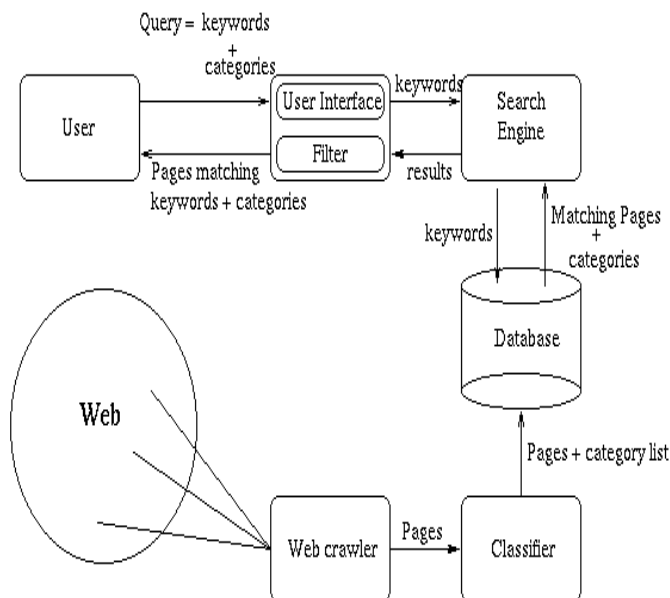 Query = keywords
+
categories
User
User Interface
Filter
keywords
results
Search
Engine
Pages matching
keywords + categories
keywords
Matching Pages
+
categories
Database
Web
Pages + category list
Web crawler
Pages
Classifier